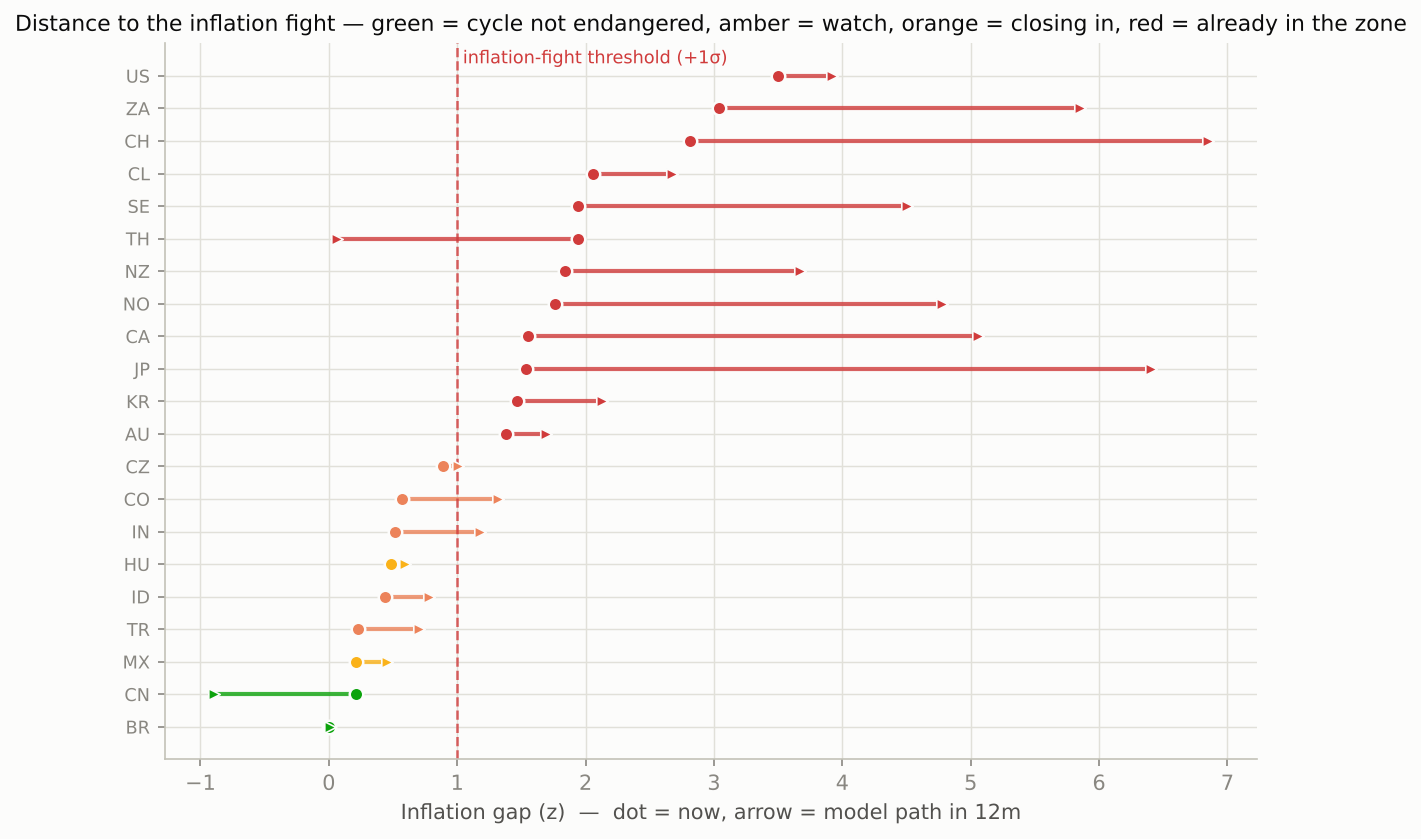 Distance to the inflation fight — green = cycle not endangered, amber = watch, orange = closing in, red = already in the zone
inflation-fight threshold (+1σ)
US
ZA
CH
CL
SE
TH
NZ
NO
CA
JP
KR
AU
CZ
CO
IN
HU
ID
TR
MX
CN
BR
−1 0 1 2 3 4 5 6 7
Inflation gap (z) — dot = now, arrow = model path in 12m